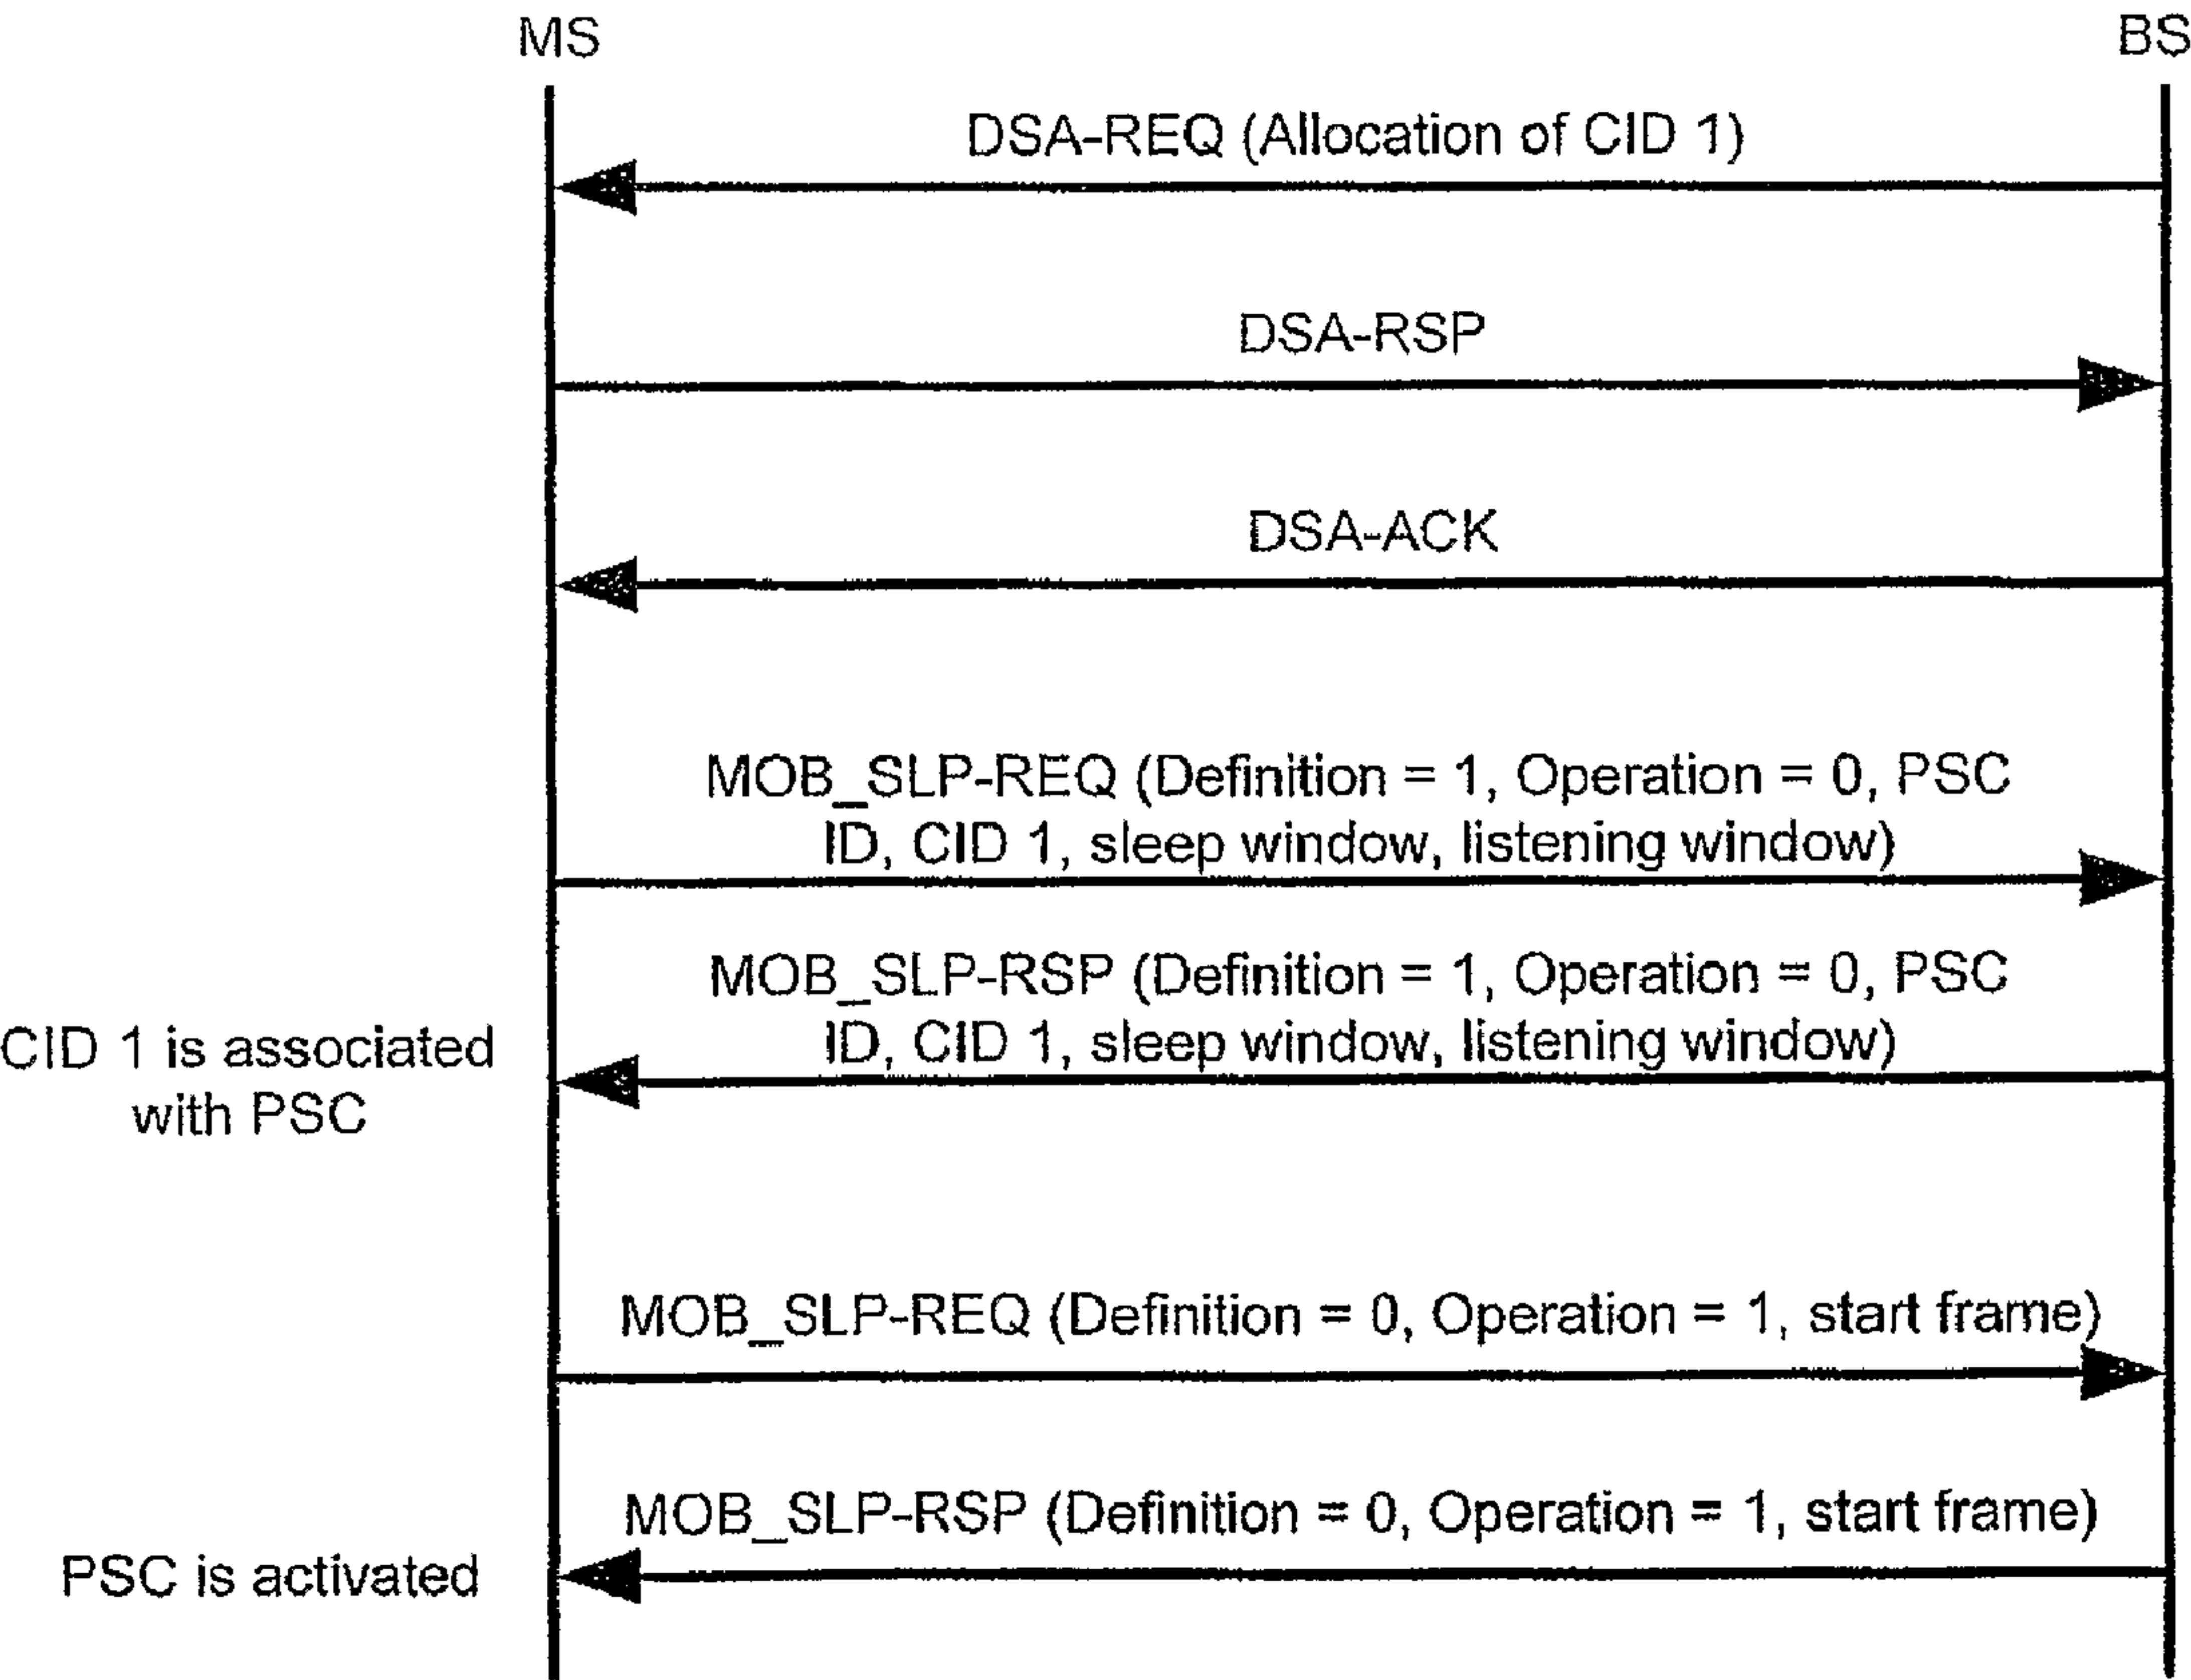 MS
BS
DSA-REQ (Allocation of CID 1)
DSA-RSP
DSA-ACK
MOB_SLP-REQ (Definition = 1, Operation = 0, PSC
ID, CID 1, sleep window, listening window)
MOB_SLP-RSP (Definition = 1, Operation = 0, PSC
ID, CID 1, sleep window, listening window)
CID 1 is associated
with PSC
MOB_SLP-REQ (Definition = 0, Operation = 1, start frame)
MOB_SLP-RSP (Definition = 0, Operation = 1, start frame)
PSC is activated